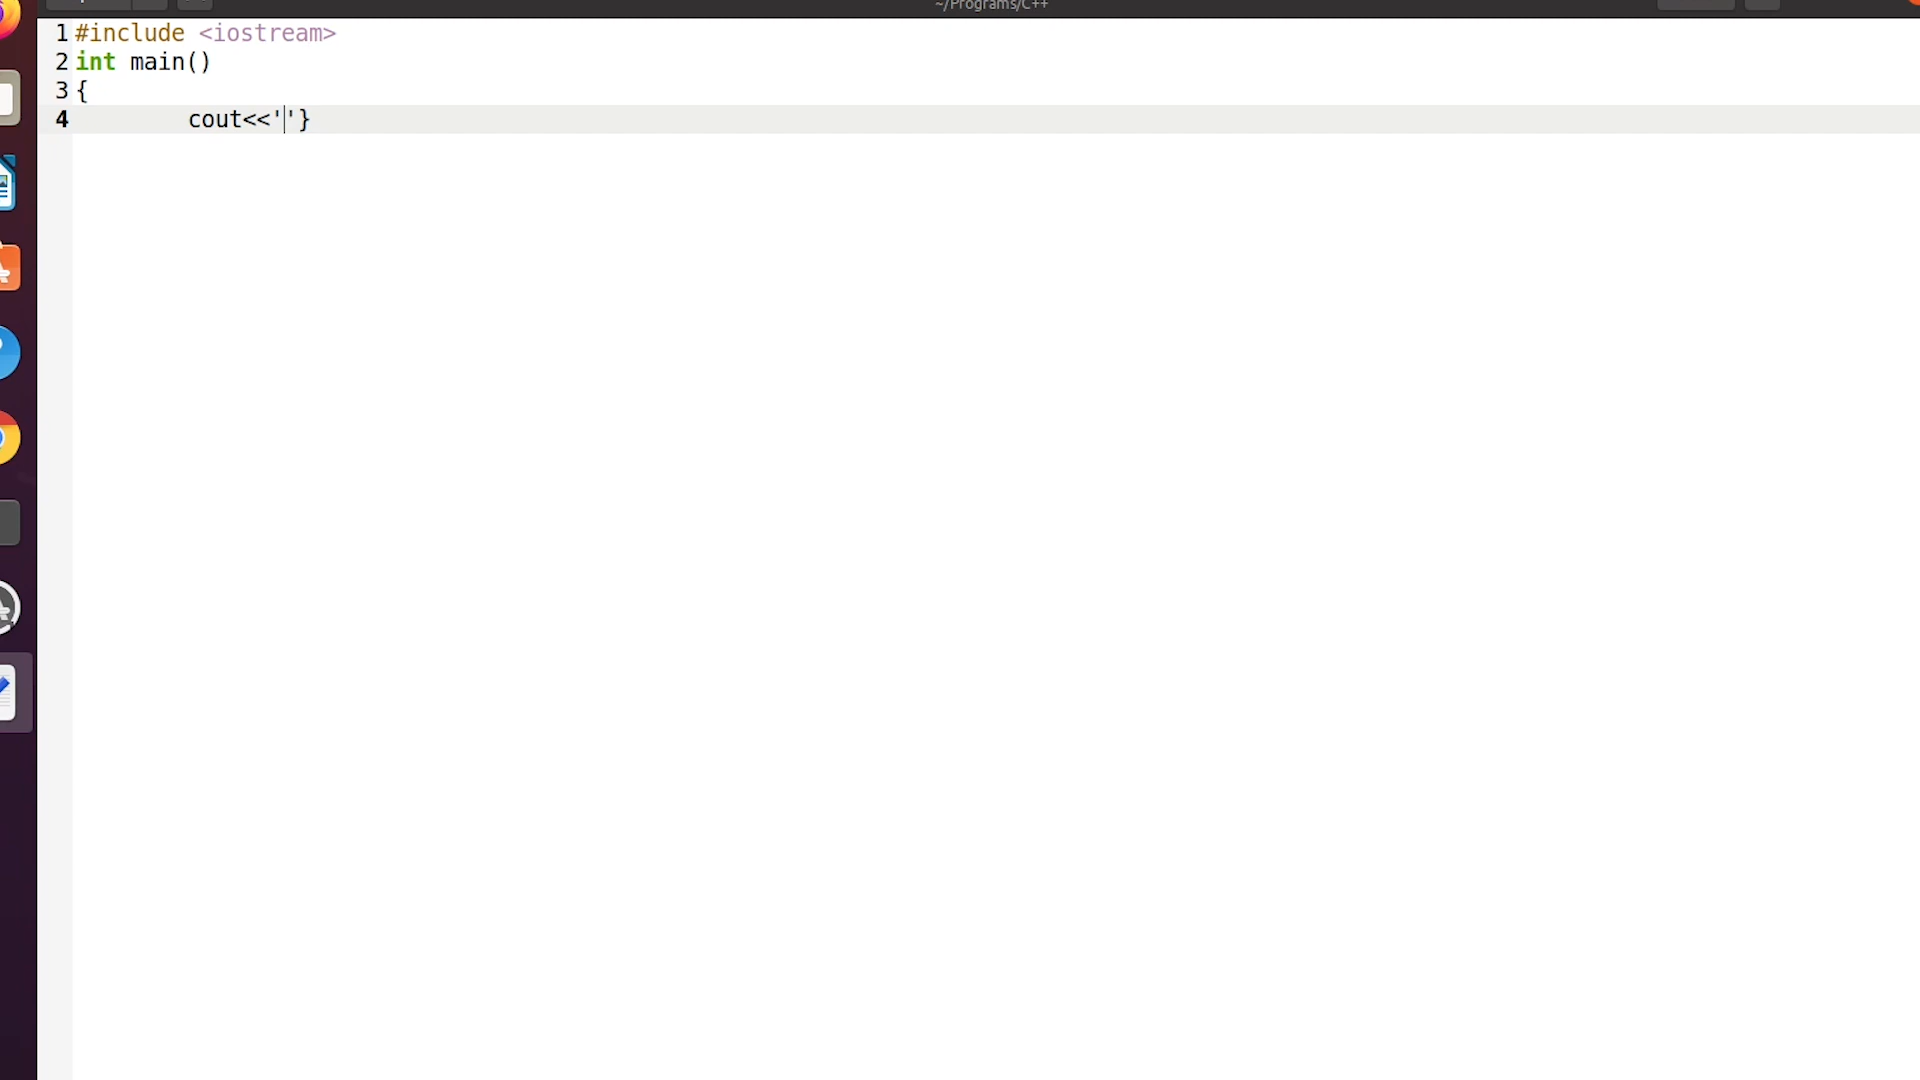 ~/Programs/C++
1 #include <iostream>
2 int main()
3 {
4 cout<<''}